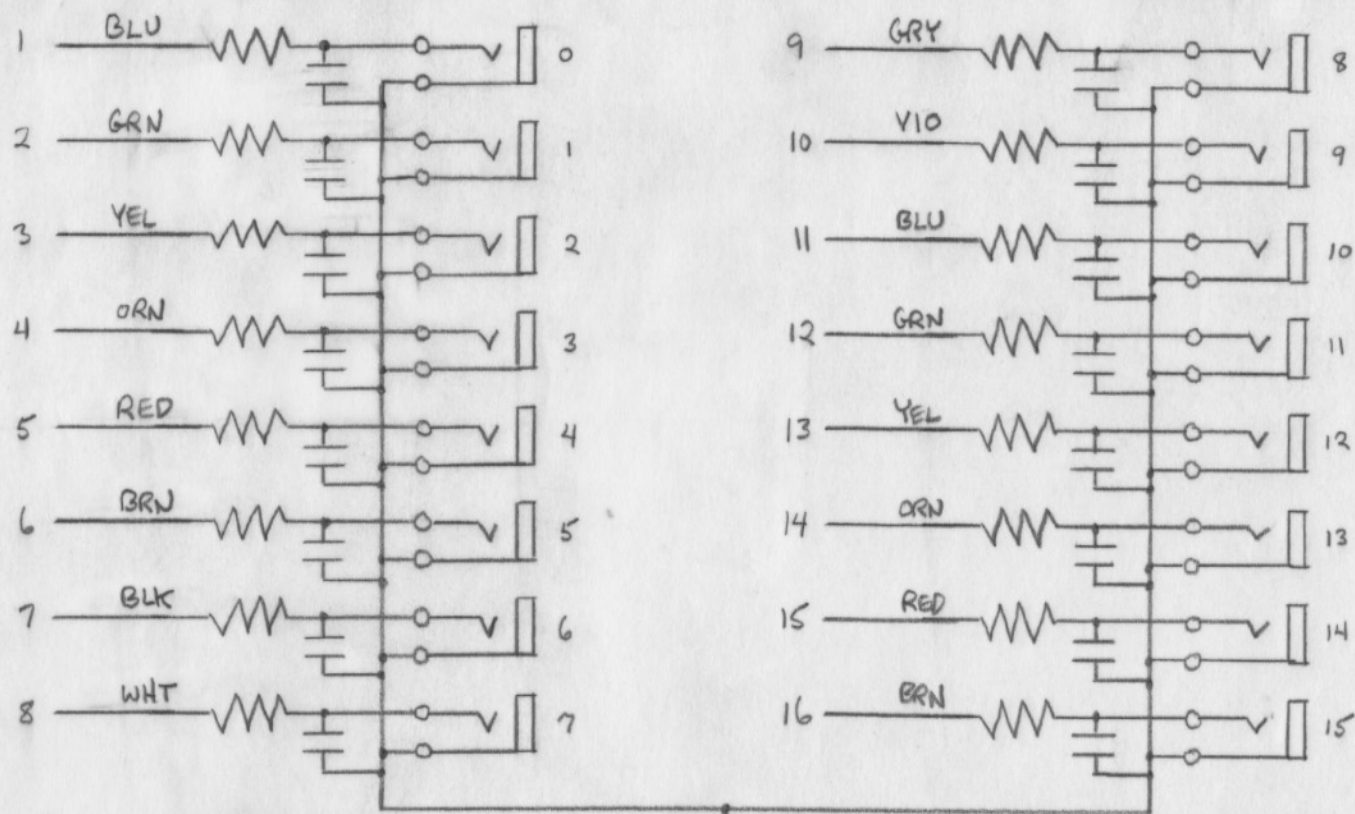 1 BLU 0
2 GRN 1
3 YEL 2
4 ORN 3
5 RED 4
6 BRN 5
7 BLK 6
8 WHT 7
9 GRY 8
10 VIO 9
11 BLU 10
12 GRN 11
13 YEL 12
14 ORN 13
15 RED 14
16 BRN 15